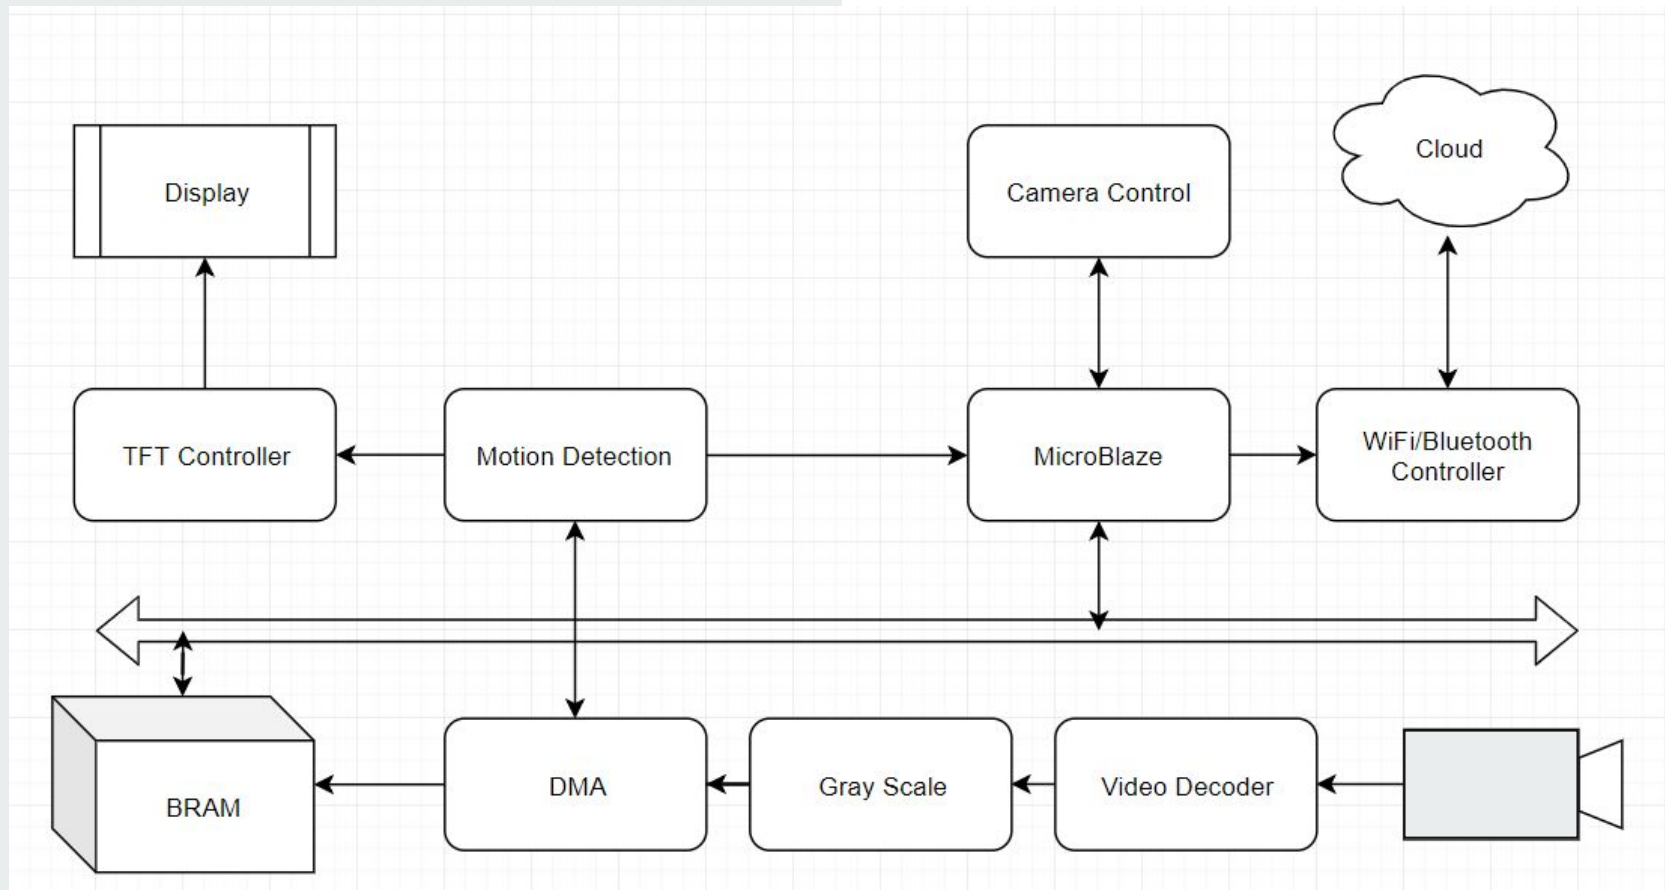 Display
Camera Control
Cloud
TFT Controller
Motion Detection
MicroBlaze
WiFi/Bluetooth
Controller
BRAM
DMA
Gray Scale
Video Decoder